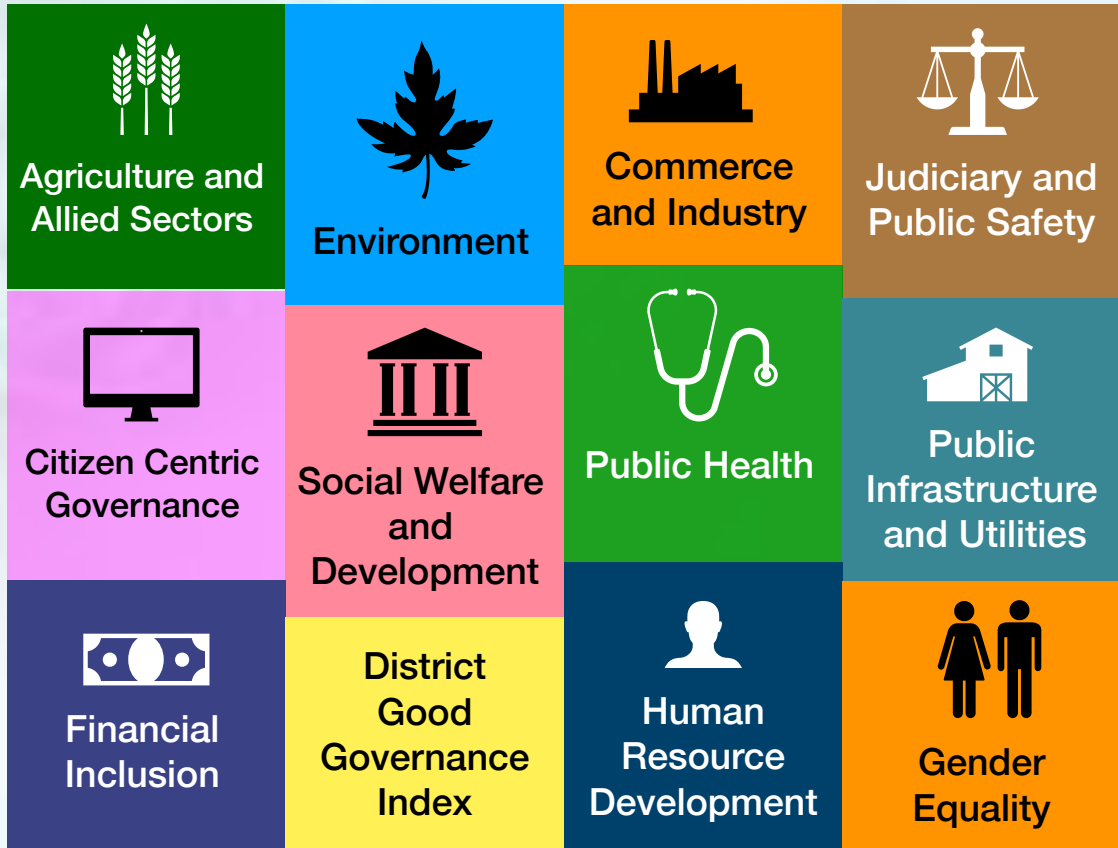 Agriculture and
Allied Sectors
Environment
Commerce
and Industry
Judiciary and
Public Safety
Citizen Centric
Governance
Social Welfare
and
Development
Public Health
Public
Infrastructure
and Utilities
Financial
Inclusion
District
Good
Governance
Index
Human
Resource
Development
Gender
Equality